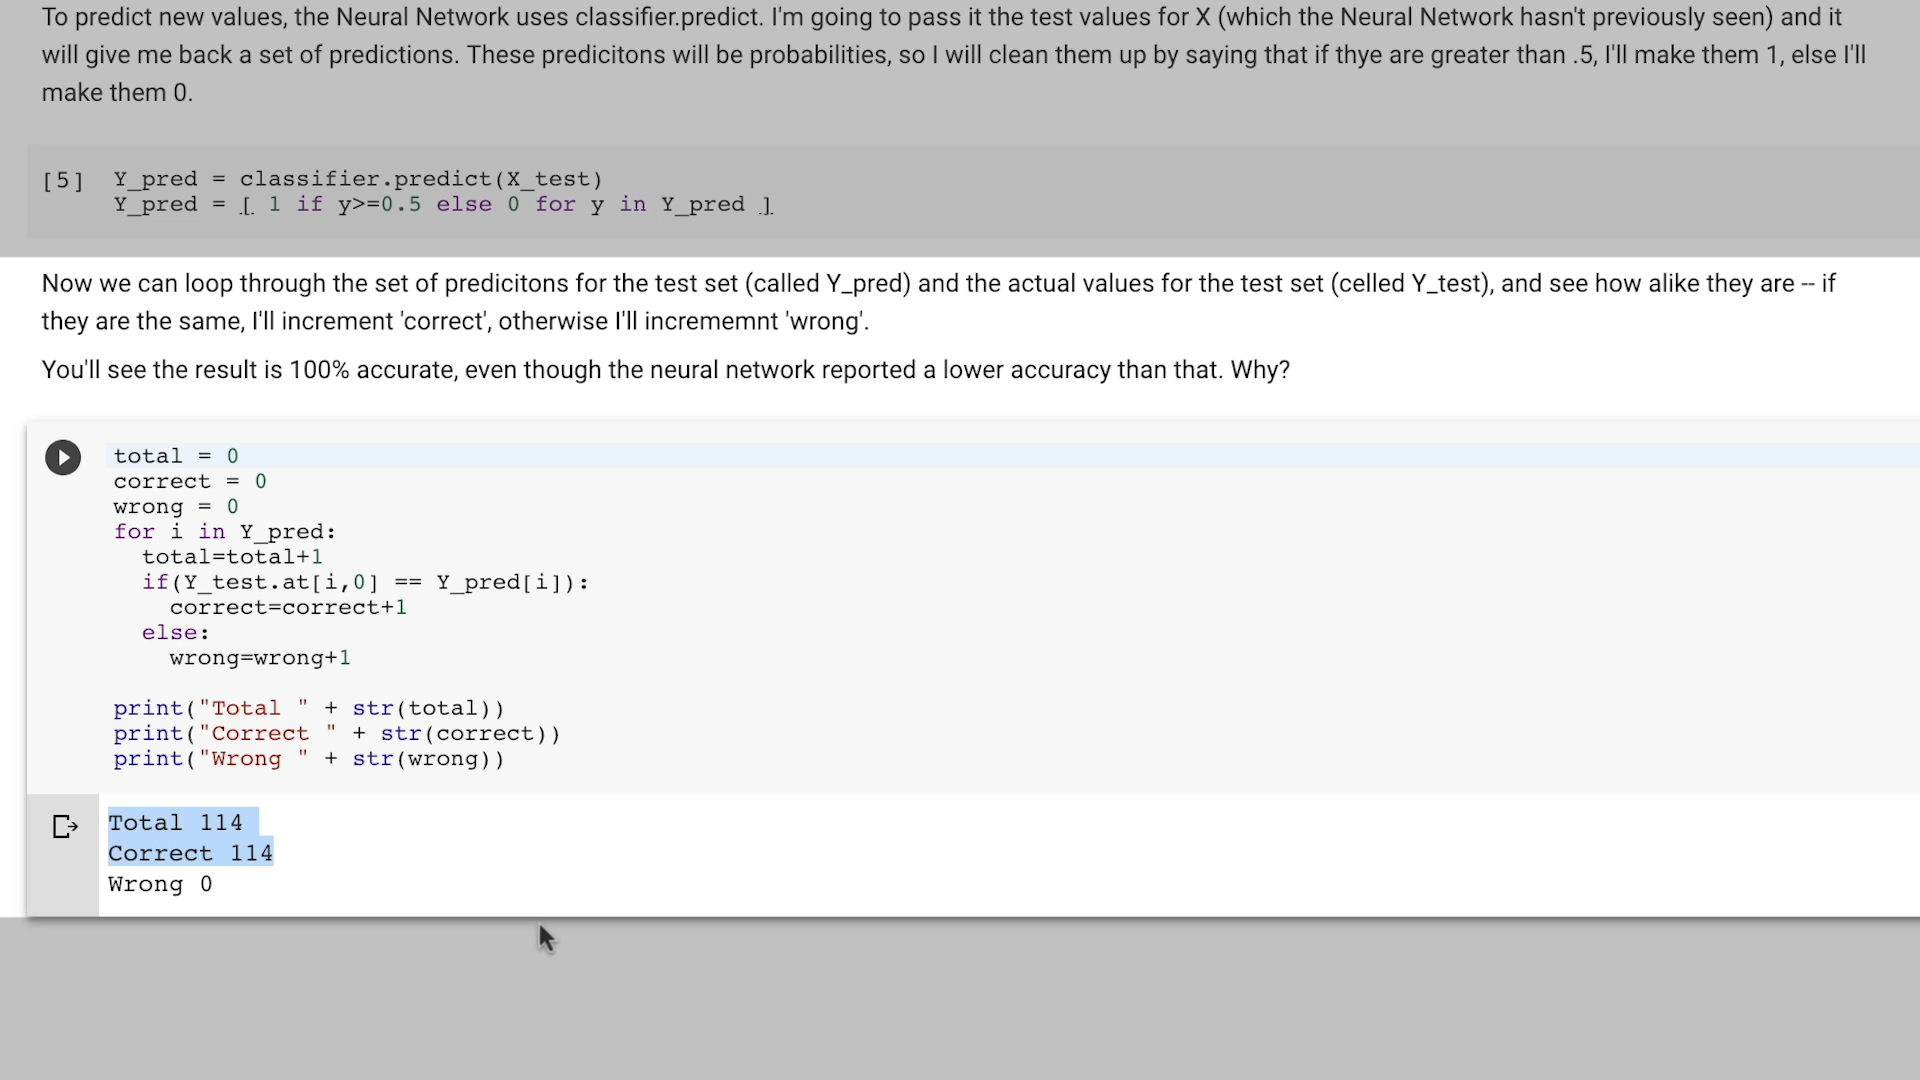 To predict new values, the Neural Network uses classifier.predict. I'm going to pass it the test values for X (which the Neural Network hasn't previously seen) and it
will give me back a set of predictions. These predicitons will be probabilities, so I will clean them up by saying that if thye are greater than .5, I'll make them 1, else I'll
make them 0.
[5] Y_pred = classifier.predict(X_test)
Y_pred = [ 1 if y>=0.5 else 0 for y in Y_pred ]
Now we can loop through the set of predicitons for the test set (called Y_pred) and the actual values for the test set (celled Y_test), and see how alike they are -- if
they are the same, I'll increment 'correct', otherwise I'll incrememnt 'wrong'.
You'll see the result is 100% accurate, even though the neural network reported a lower accuracy than that. Why?
total = 0
correct = 0
wrong = 0
for i in Y_pred:
  total=total+1
  if(Y_test.at[i,0] == Y_pred[i]):
    correct=correct+1
  else:
    wrong=wrong+1
print("Total " + str(total))
print("Correct " + str(correct))
print("Wrong " + str(wrong))
Total 114
Correct 114
Wrong 0